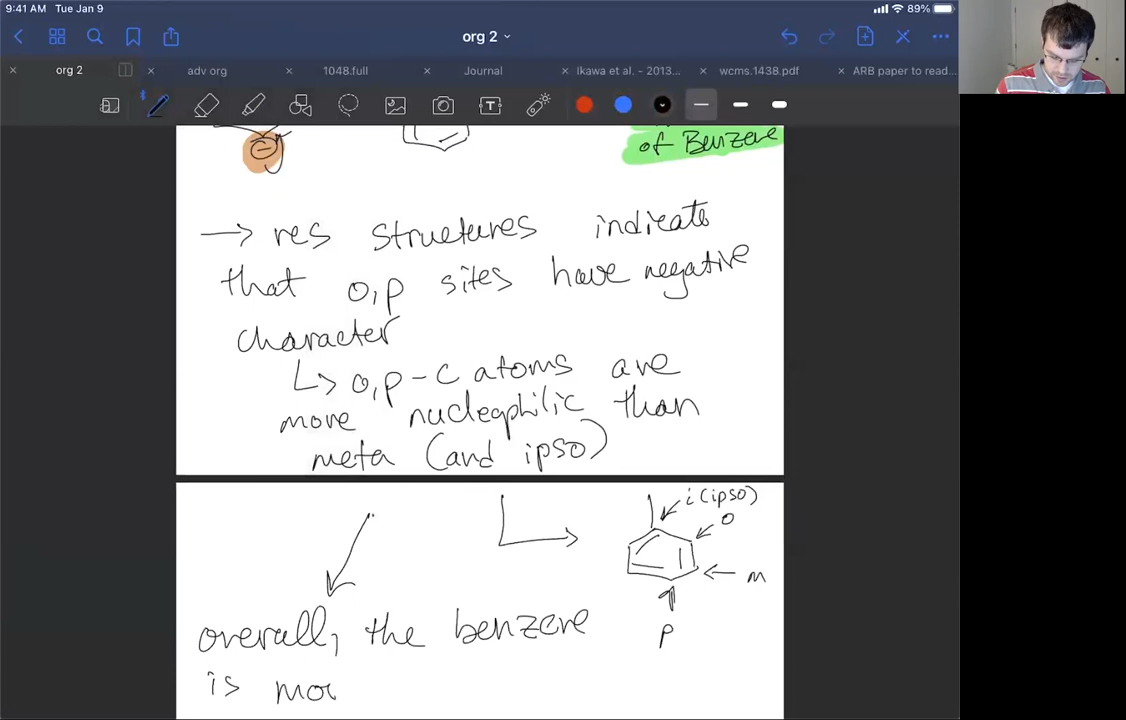 9:41 AM Tue Jan 9
89%
org 2
org 2
adv org
1048.full
Journal
Ikawa et al. - 2013...
wcms.1438.pdf
ARB paper to read...
of Benzene
→ res structures indicate
that o,p sites have negative
character
↳ o,p-C atoms are
more nucleophilic than
meta (and ipso)
i (ipso)
o
m
p
overall, the benzene
is mor